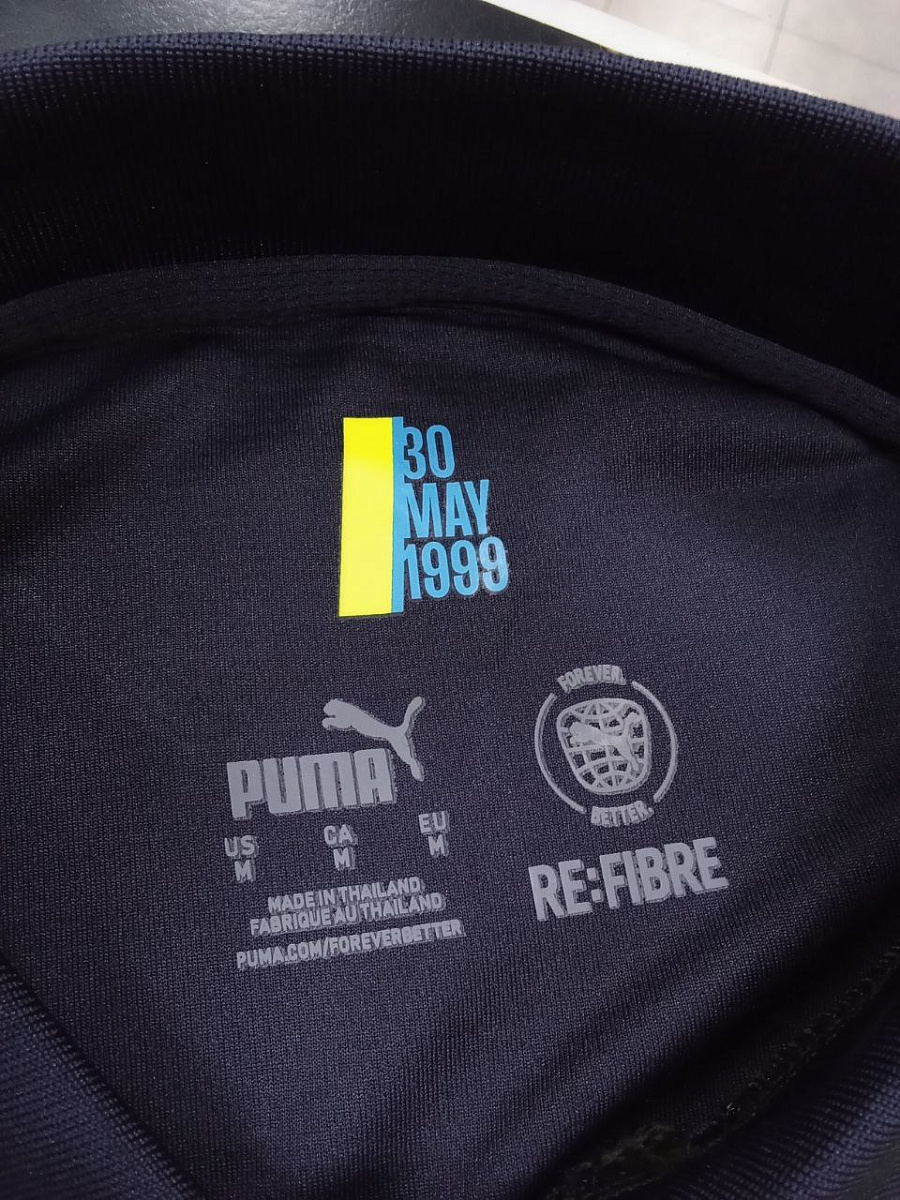 30
MAY
1999
PUMA
US CA EU
M M M
MADE IN THAILAND
FABRIQUE AU THAILAND
PUMA.COM/FOREVERBETTER
FOREVER.
BETTER.
RE:FIBRE